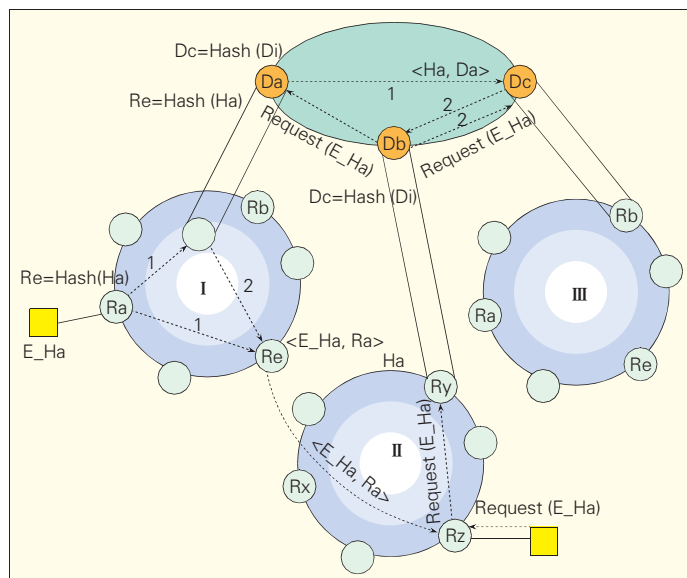 Dc=Hash (Di)
Da
<Ha, Da>
Dc
1
Re=Hash (Ha)
2
2
Request (E_Ha)
Db
Request (E_Ha)
Dc=Hash (Di)
Rb
Rb
1
Re=Hash(Ha)
I
2
III
Ra
1
Ra
E_Ha
Re
<E_Ha, Ra>
Ha
Re
Ry
II
<E_Ha, Ra>
Request (E_Ha)
Rx
Request (E_Ha)
Rz